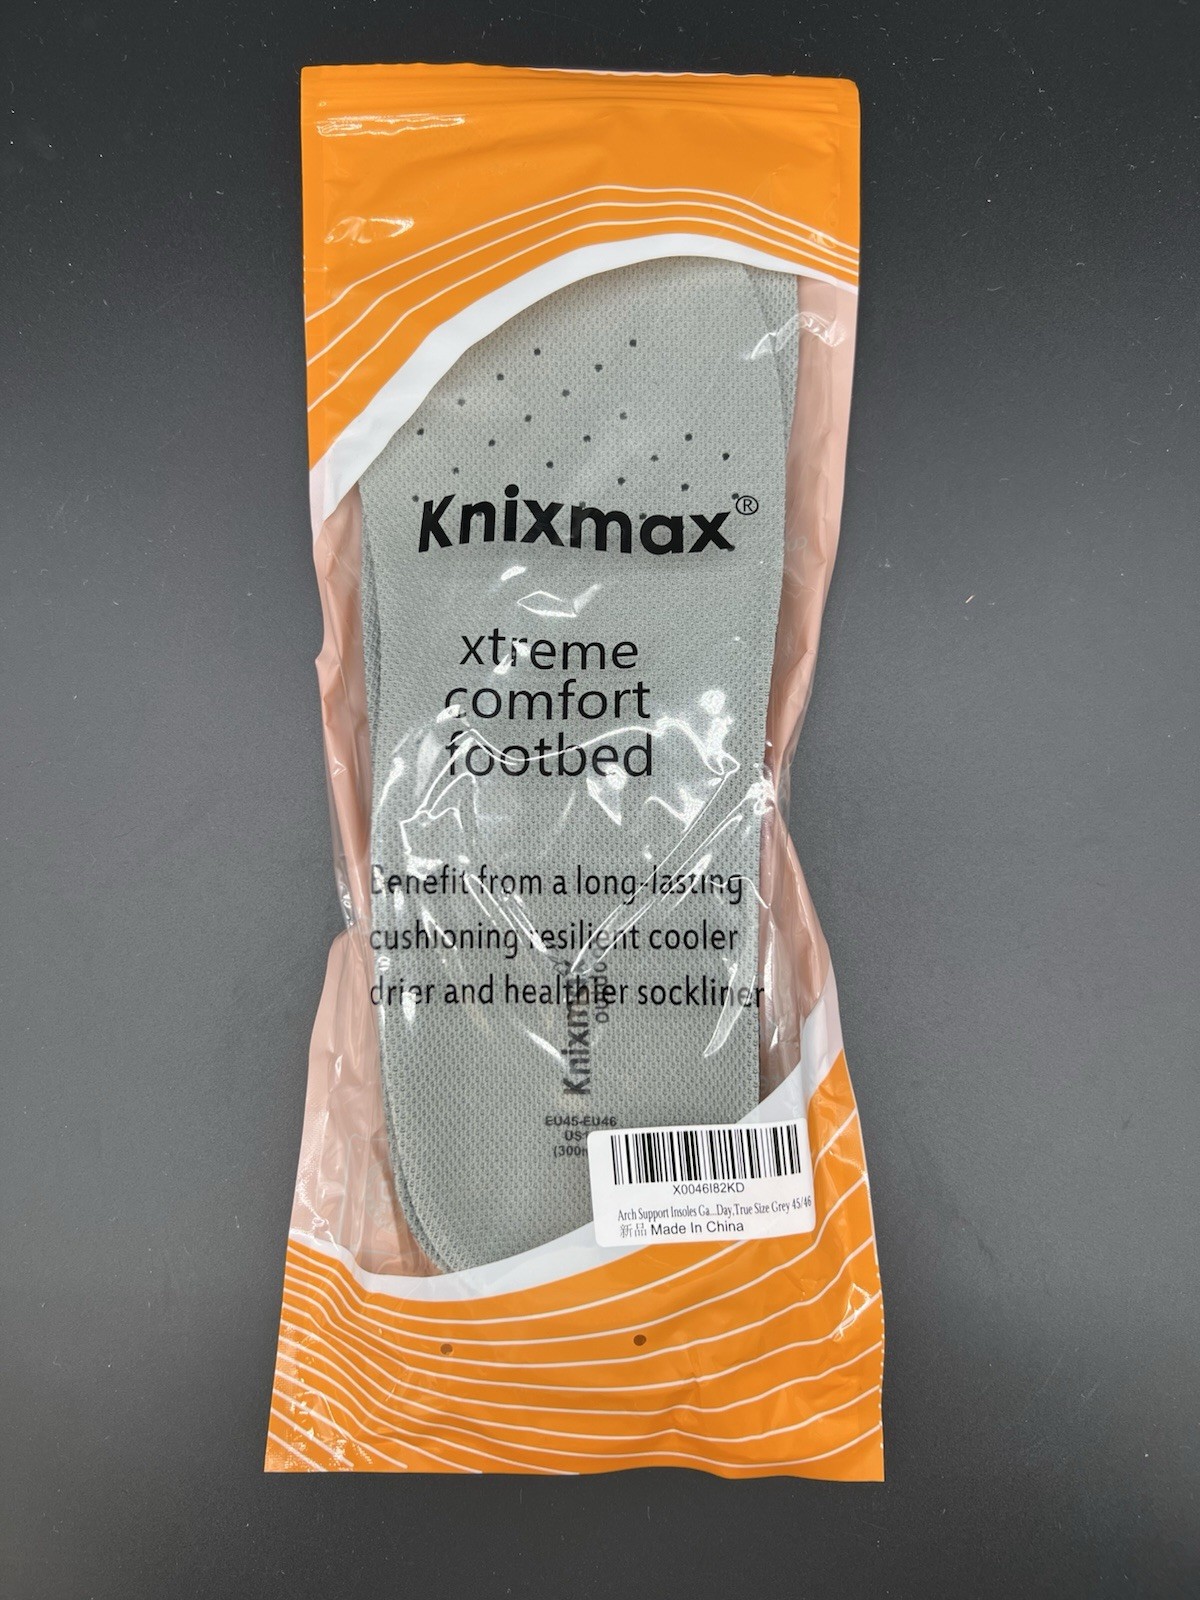 Knixmax®
xtreme
comfort
footbed
Benefit from a long-lasting
cushioning resilient cooler
drier and healthier sockliner
Knixmax
EU45-EU46
X0046I82KD
Arch Support Insoles Ga...Day,True Size Grey 45/46
新品 Made In China